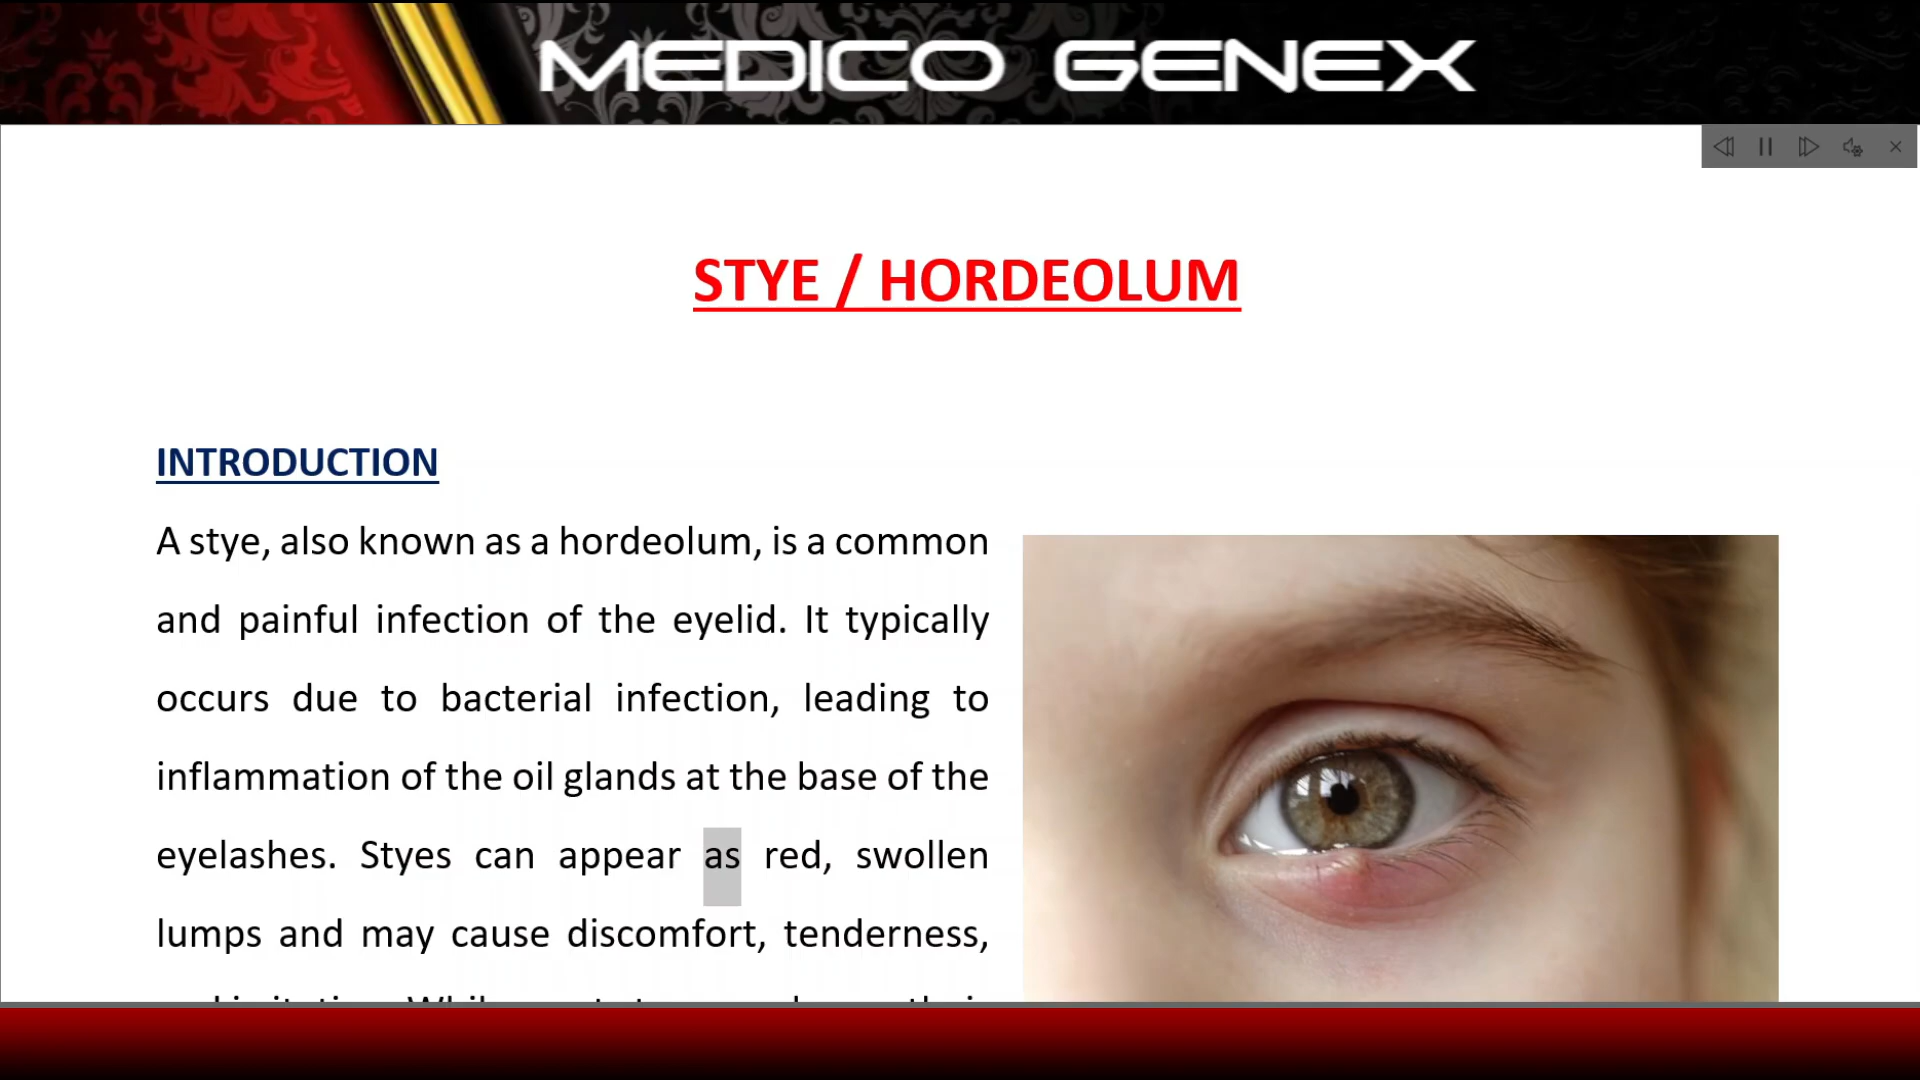 MEDICO GENEX
STYE / HORDEOLUM
INTRODUCTION
A stye, also known as a hordeolum, is a common
and painful infection of the eyelid. It typically
occurs due to bacterial infection, leading to
inflammation of the oil glands at the base of the
eyelashes. Styes can appear as red, swollen
lumps and may cause discomfort, tenderness,